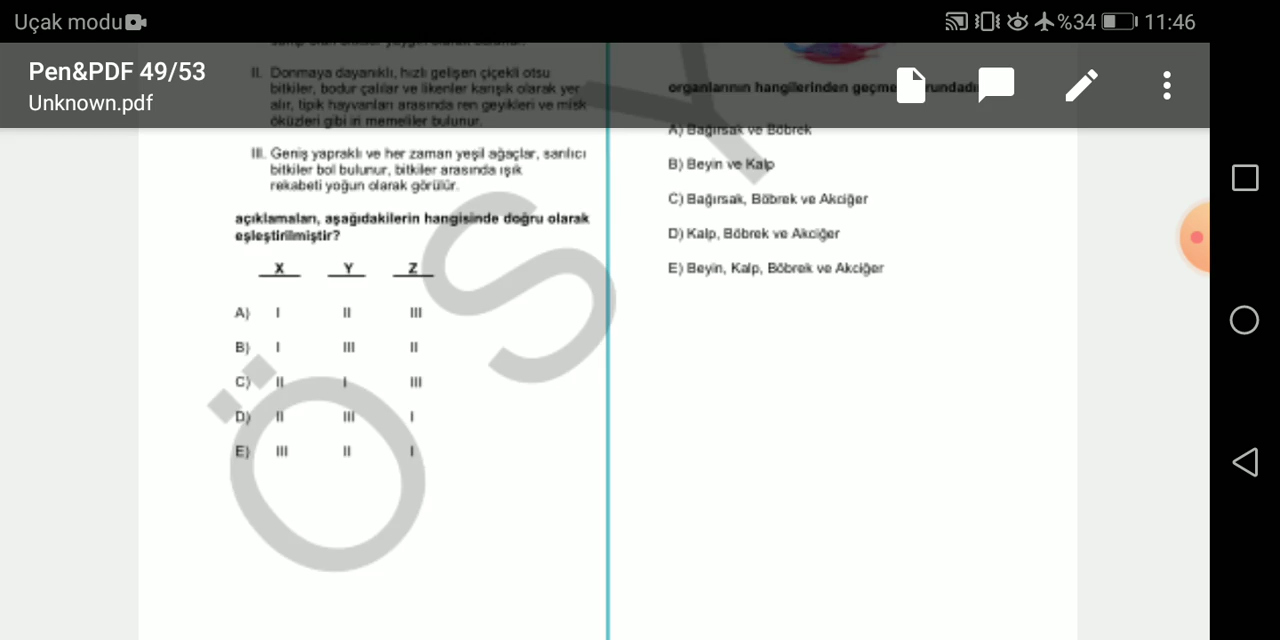 Uçak modu
%34 11:46
Pen&PDF 49/53
Unknown.pdf
II. Donmaya dayanıklı, hızlı gelişen çiçekli otsu
bitkiler, bodur çalılar ve likenler karışık olarak yer
alır, tipik hayvanları arasında ren geyikleri ve misk
öküzleri gibi iri memeliler bulunur.
III. Geniş yapraklı ve her zaman yeşil ağaçlar, sarılıcı
bitkiler bol bulunur, bitkiler arasında ışık
rekabeti yoğun olarak görülür.
açıklamaları, aşağıdakilerin hangisinde doğru olarak
eşleştirilmiştir?
X Y Z
A) I II III
B) I III II
C) II I III
D) II III I
E) III II I
organlarının hangilerinden
A) Bağırsak ve Böbrek
B) Beyin ve Kalp
C) Bağırsak, Böbrek ve Akciğer
D) Kalp, Böbrek ve Akciğer
E) Beyin, Kalp, Böbrek ve Akciğer
ÖSY